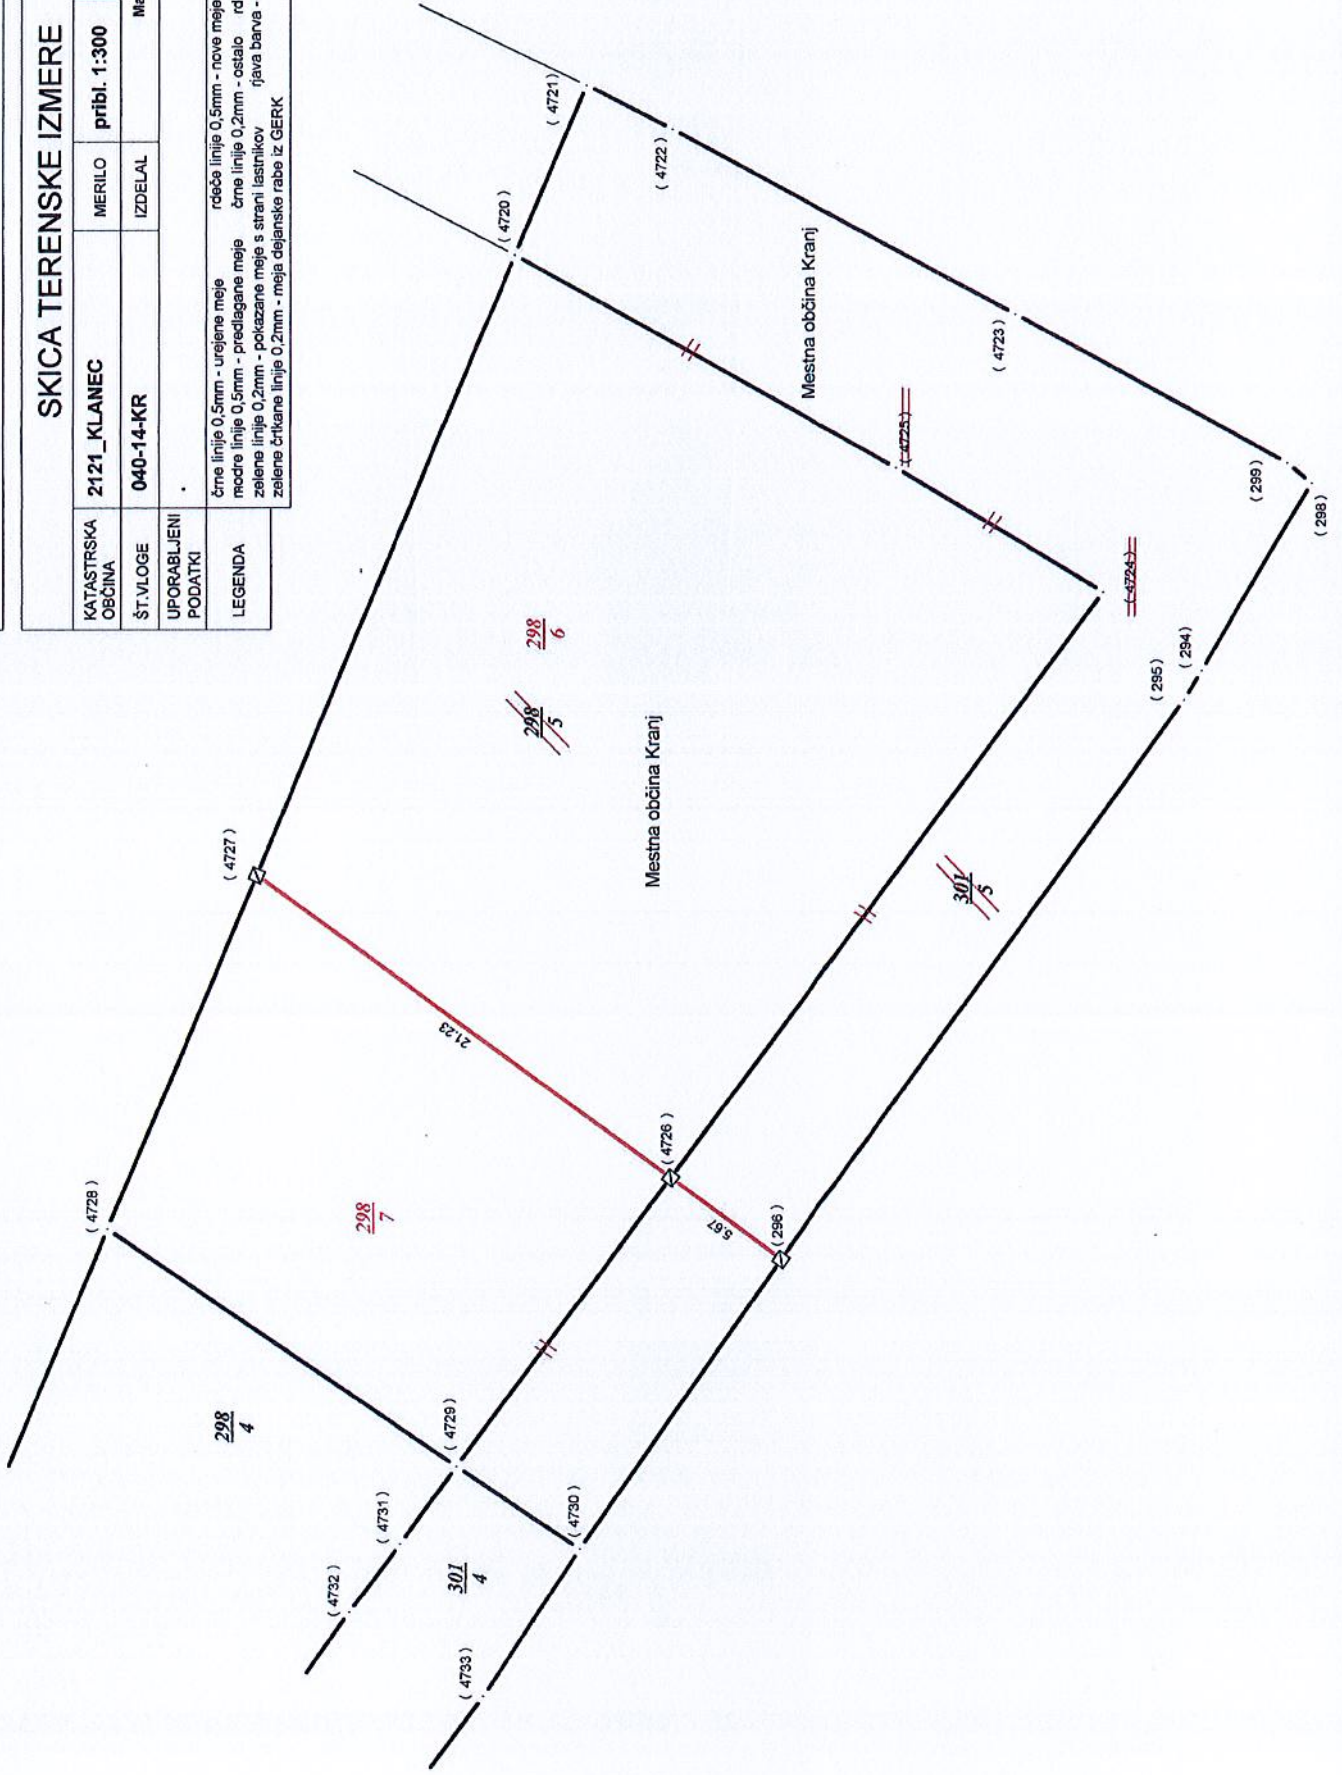 SKICA TERENSKE IZMERE
KATASTRSKA OBČINA 2121_KLANEC MERILO pribl. 1:300
ŠT.VLOGE 040-14-KR IZDELAL
UPORABLJENI PODATKI
LEGENDA
črne linije 0,5mm - urejene meje rdeče linije 0,5mm - nove meje
modre linije 0,5mm - predlagane meje črne linije 0,2mm - ostalo
zelene linije 0,2mm - pokazane meje s strani lastnikov rjava barva -
zelene črtkane linije 0,2mm - meja dejanske rabe iz GERK
( 4728 )
( 4727 )
( 4720 )
( 4721 )
( 4722 )
298
4
298
7
21.23
298
5
298
6
Mestna občina Kranj
Mestna občina Kranj
( 4732 )
( 4731 )
( 4729 )
( 4726 )
( 4725 )
( 4723 )
301
4
5.67
301
5
( 4733 )
( 4730 )
( 296 )
( 295 )
( 294 )
( 4724 )
( 299 )
( 298 )